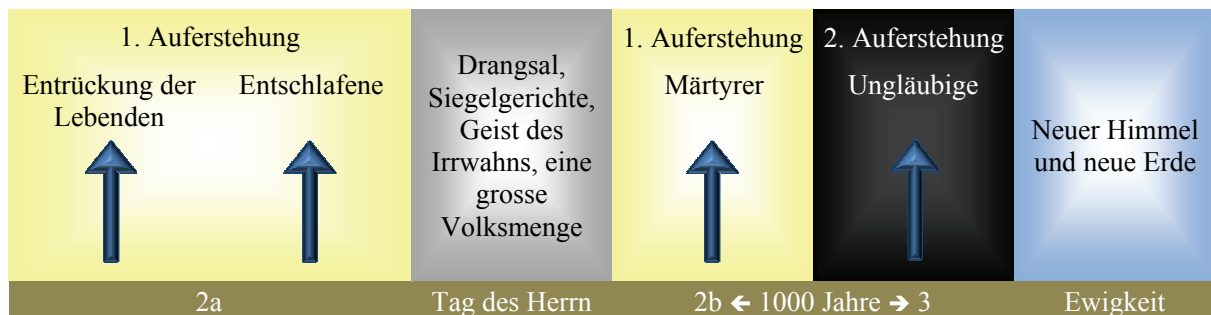 1. Auferstehung
Entrückung der
Lebenden
Entschlafene
Drangsal,
Siegelgerichte,
Geist des
Irrwahns, eine
grosse
Volksmenge
1. Auferstehung
Märtyrer
2. Auferstehung
Ungläubige
Neuer Himmel
und neue Erde
2a
Tag des Herrn
2b ← 1000 Jahre → 3
Ewigkeit